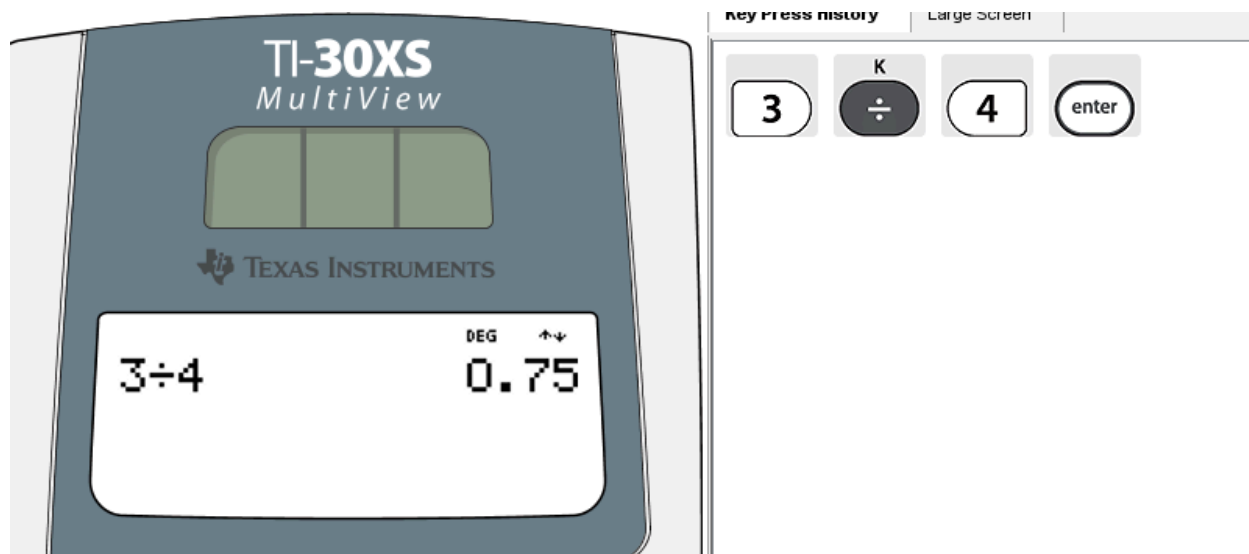 TI-30XS
MultiView
TEXAS INSTRUMENTS
DEG ↑↓
3÷4 0.75
Key Press History Large Screen
K
3 ÷ 4 enter